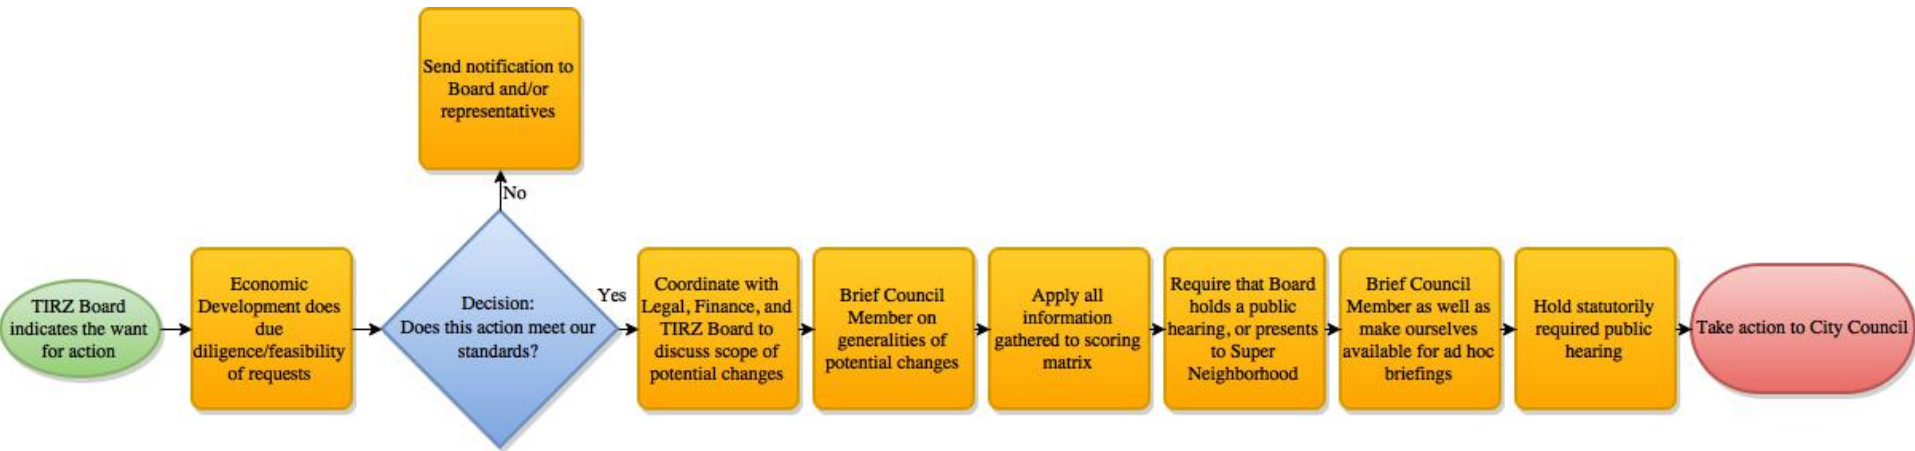 Send notification to
Board and/or
representatives
No
TIRZ Board
indicates the want
for action
Economic
Development does
due
diligence/feasibility
of requests
Decision:
Does this action meet our
standards?
Yes
Coordinate with
Legal, Finance, and
TIRZ Board to
discuss scope of
potential changes
Brief Council
Member on
generalities of
potential changes
Apply all
information
gathered to scoring
matrix
Require that Board
holds a public
hearing, or presents
to Super
Neighborhood
Brief Council
Member as well as
make ourselves
available for ad hoc
briefings
Hold statutorily
required public
hearing
Take action to City Council